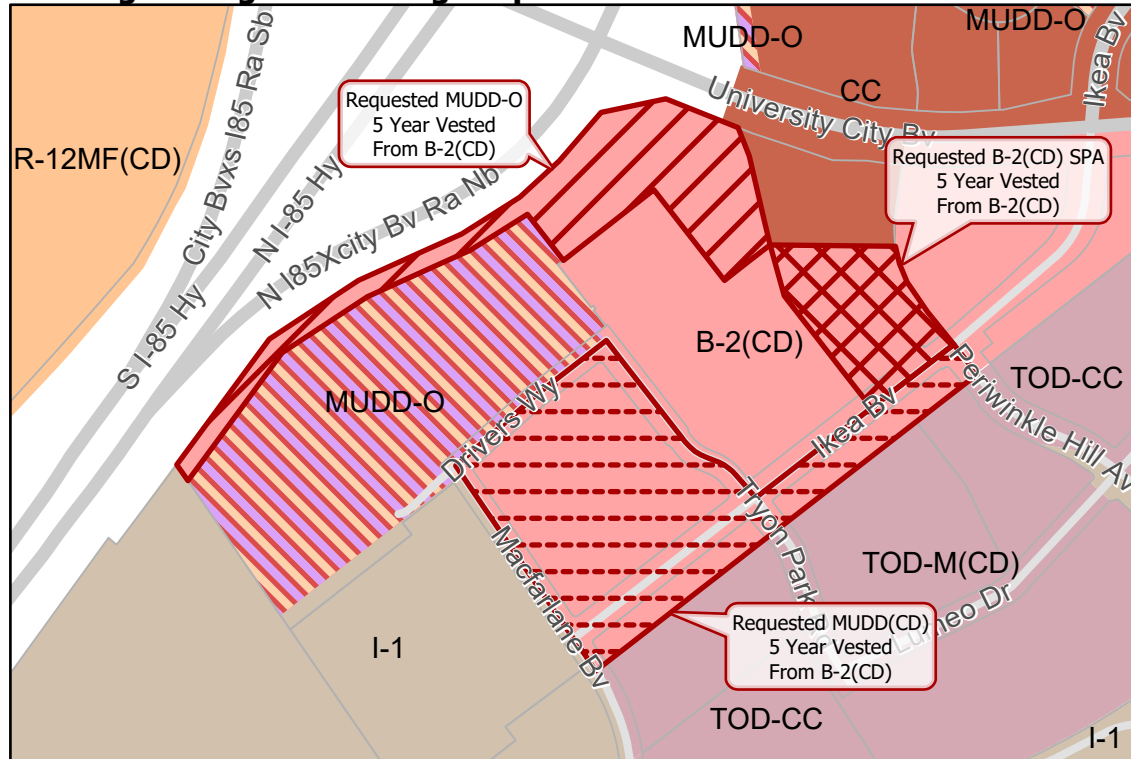 MUDD-O
MUDD-O
Ikea Bv
City Bvxs I85 Ra Sb
CC
University City Bv
Requested MUDD-O
5 Year Vested
From B-2(CD)
Requested B-2(CD) SPA
5 Year Vested
From B-2(CD)
R-12MF(CD)
N I-85 Hy
N I85Xcity Bv Ra Nb
S I-85 Hy
B-2(CD)
MUDD-O
Drivers Wy
Ikea Bv
Periwinkle Hill Av
TOD-CC
Macfarlane Bv
Tryon Park
TOD-M(CD)
Lumeo Dr
Requested MUDD(CD)
5 Year Vested
From B-2(CD)
I-1
TOD-CC
I-1